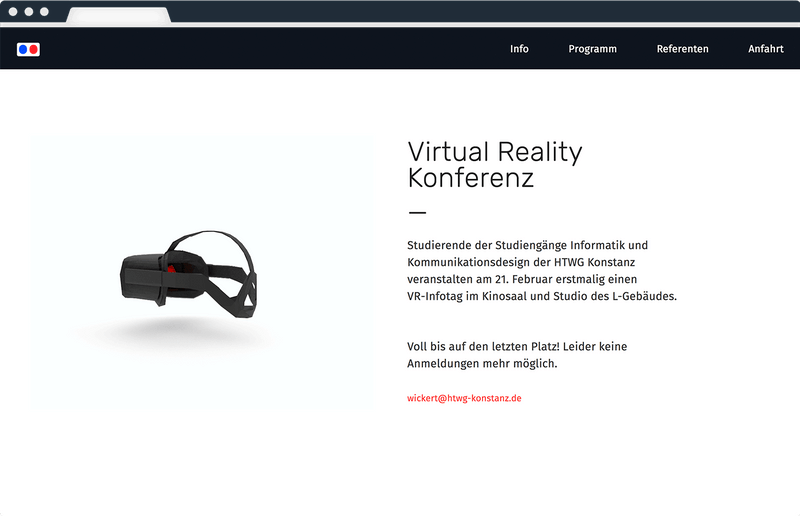 Info Programm Referenten Anfahrt
Virtual Reality
Konferenz
Studierende der Studiengänge Informatik und
Kommunikationsdesign der HTWG Konstanz
veranstalten am 21. Februar erstmalig einen
VR-Infotag im Kinosaal und Studio des L-Gebäudes.
Voll bis auf den letzten Platz! Leider keine
Anmeldungen mehr möglich.
wickert@htwg-konstanz.de